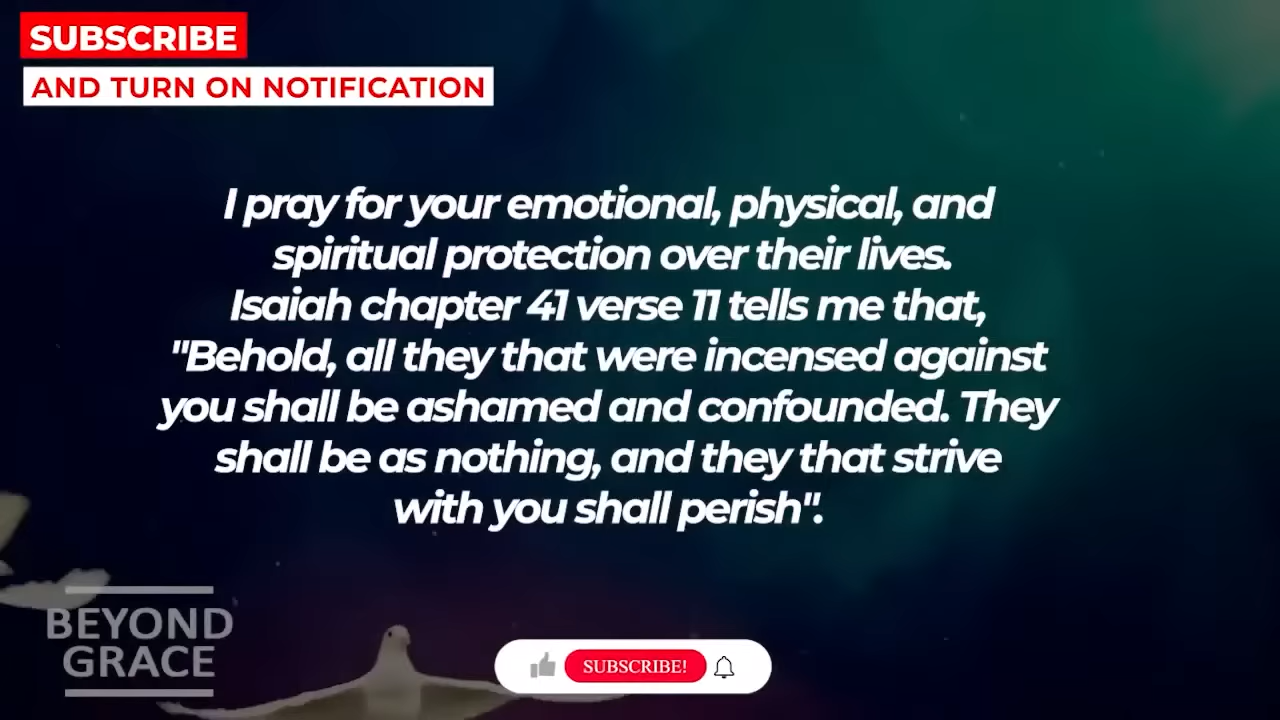 SUBSCRIBE
AND TURN ON NOTIFICATION
I pray for your emotional, physical, and
spiritual protection over their lives.
Isaiah chapter 41 verse 11 tells me that,
"Behold, all they that were incensed against
you shall be ashamed and confounded. They
shall be as nothing, and they that strive
with you shall perish".
BEYOND
GRACE
SUBSCRIBE!